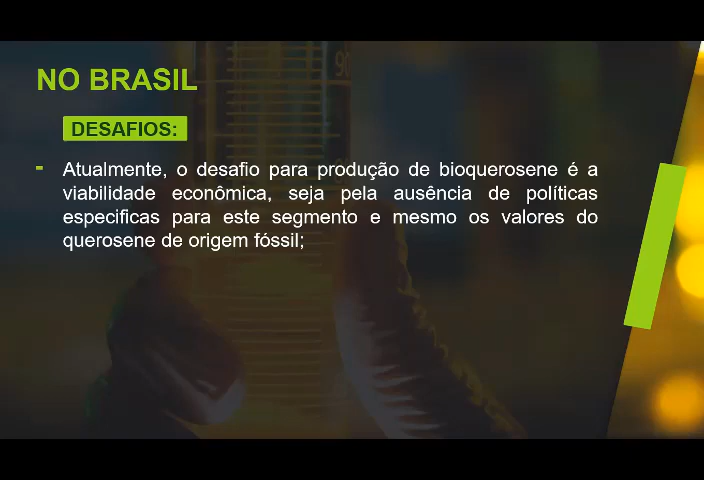 NO BRASIL
DESAFIOS:
- Atualmente, o desafio para produção de bioquerosene é a
viabilidade econômica, seja pela ausência de políticas
especificas para este segmento e mesmo os valores do
querosene de origem fóssil;
90